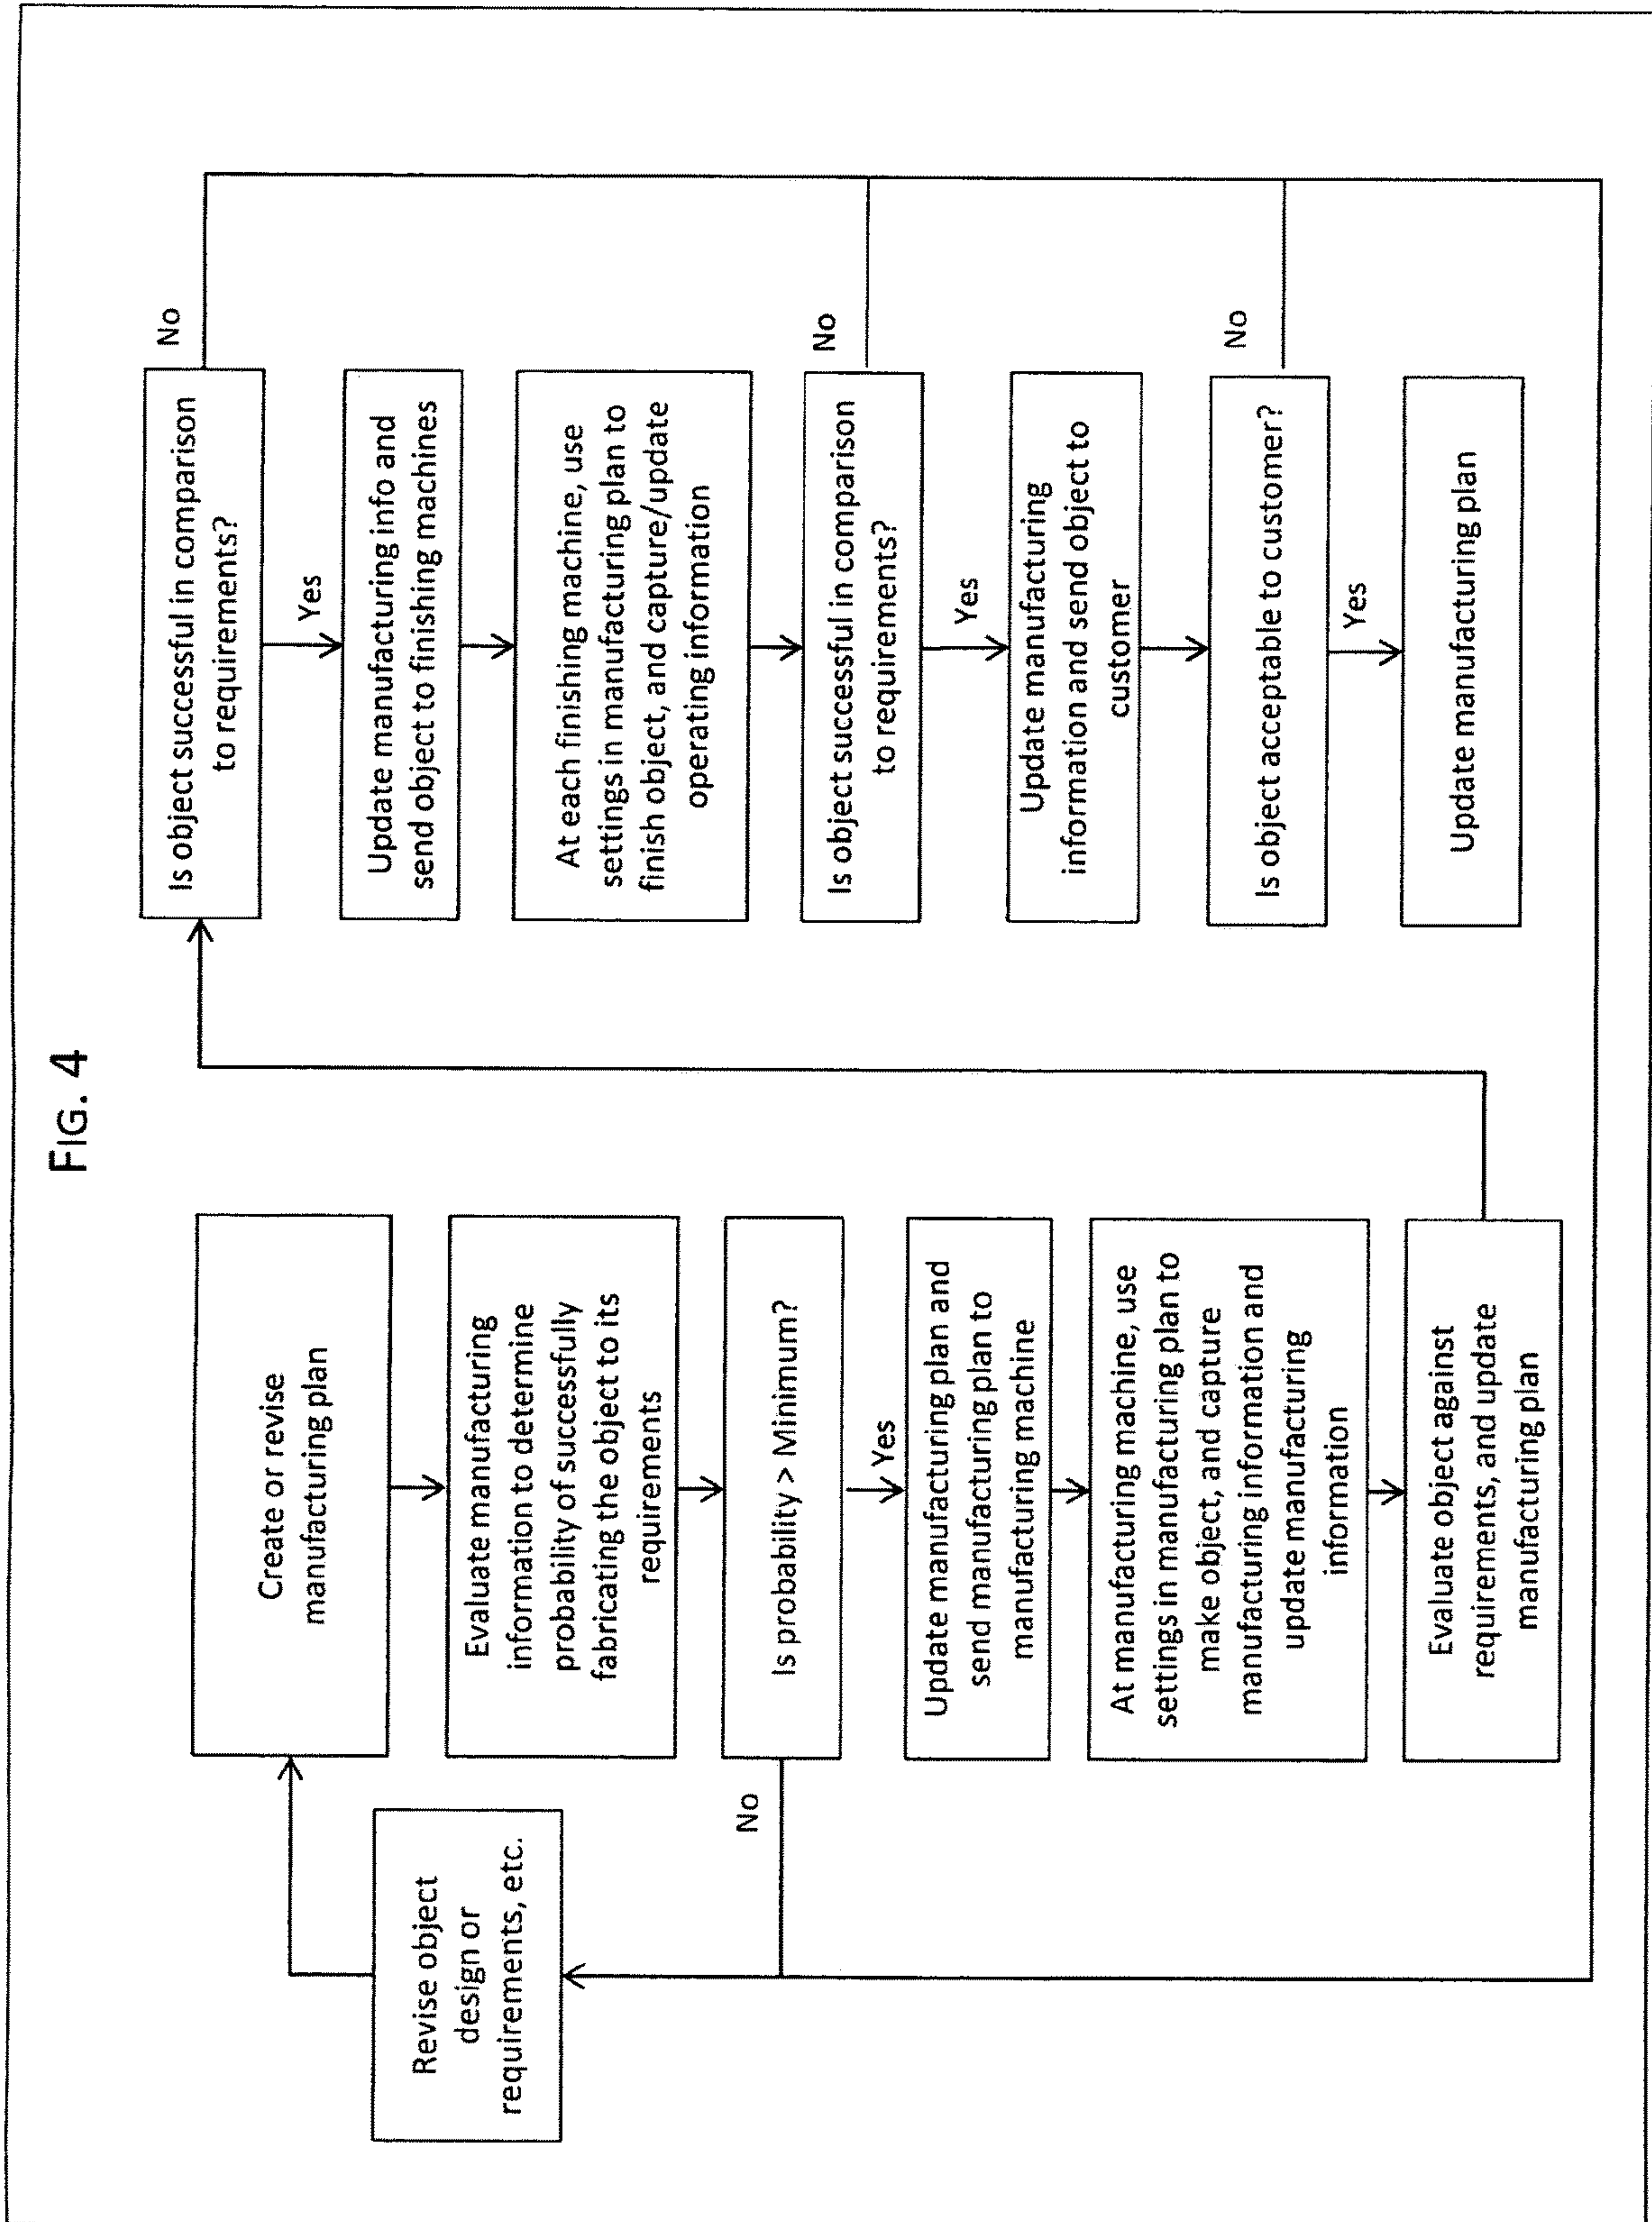 FIG. 4
Revise object
design or
requirements, etc.
Create or revise
manufacturing plan
Evaluate manufacturing
information to determine
probability of successfully
fabricating the object to its
requirements
Is probability > Minimum?
No
Yes
Update manufacturing plan and
send manufacturing plan to
manufacturing machine
At manufacturing machine, use
settings in manufacturing plan to
make object, and capture
manufacturing information and
update manufacturing
information
Evaluate object against
requirements, and update
manufacturing plan
Is object successful in comparison
to requirements?
No
Yes
Update manufacturing info and
send object to finishing machines
At each finishing machine, use
settings in manufacturing plan to
finish object, and capture/update
operating information
Is object successful in comparison
to requirements?
No
Yes
Update manufacturing
information and send object to
customer
Is object acceptable to customer?
No
Yes
Update manufacturing plan